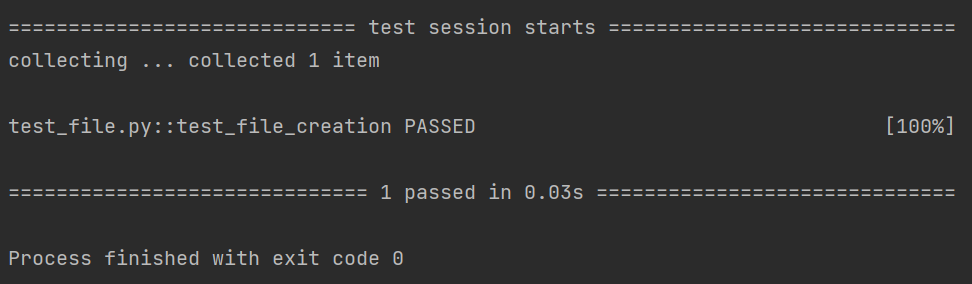 ============================= test session starts =============================
collecting ... collected 1 item
test_file.py::test_file_creation PASSED [100%]
============================== 1 passed in 0.03s ==============================
Process finished with exit code 0